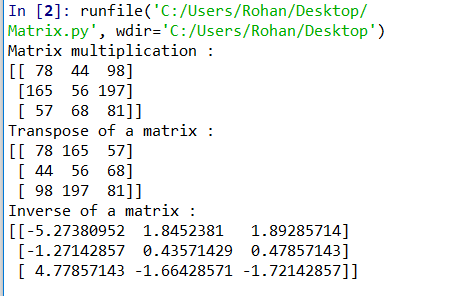 In [2]: runfile('C:/Users/Rohan/Desktop/
Matrix.py', wdir='C:/Users/Rohan/Desktop')
Matrix multiplication :
[[ 78  44  98]
 [165  56 197]
 [ 57  68  81]]
Transpose of a matrix :
[[ 78 165  57]
 [ 44  56  68]
 [ 98 197  81]]
Inverse of a matrix :
[[-5.27380952  1.8452381   1.89285714]
 [-1.27142857  0.43571429  0.47857143]
 [ 4.77857143 -1.66428571 -1.72142857]]